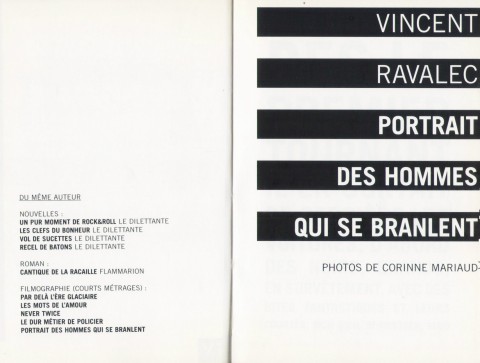 DU MÊME AUTEUR
NOUVELLES :
UN PUR MOMENT DE ROCK&ROLL LE DILETTANTE
LES CLEFS DU BONHEUR LE DILETTANTE
VOL DE SUCETTES LE DILETTANTE
RECEL DE BATONS LE DILETTANTE
ROMAN :
CANTIQUE DE LA RACAILLE FLAMMARION
FILMOGRAPHIE (COURTS MÉTRAGES) :
PAR DELÀ L'ÈRE GLACIAIRE
LES MOTS DE L'AMOUR
NEVER TWICE
LE DUR MÉTIER DE POLICIER
PORTRAIT DES HOMMES QUI SE BRANLENT
VINCENT
RAVALEC
PORTRAIT
DES HOMMES
QUI SE BRANLENT
PHOTOS DE CORINNE MARIAUD